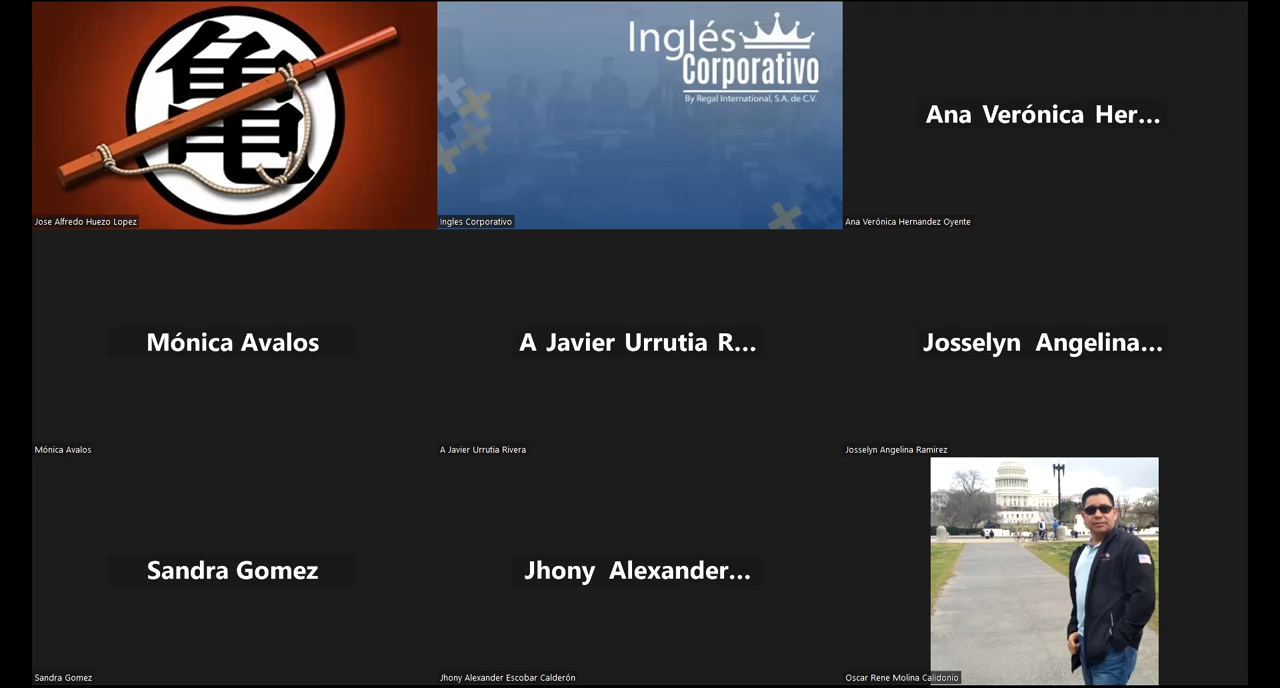 亀
Jose Alfredo Huezo Lopez
Inglés
Corporativo
By Regal International, S.A. de C.V.
Ingles Corporativo
Ana Verónica Her...
Ana Verónica Hernandez Oyente
Mónica Avalos
Mónica Avalos
A Javier Urrutia R...
A Javier Urrutia Rivera
Josselyn Angelina...
Josselyn Angelina Ramirez
Sandra Gomez
Sandra Gomez
Jhony Alexander...
Jhony Alexander Escobar Calderón
Oscar Rene Molina Calidonio